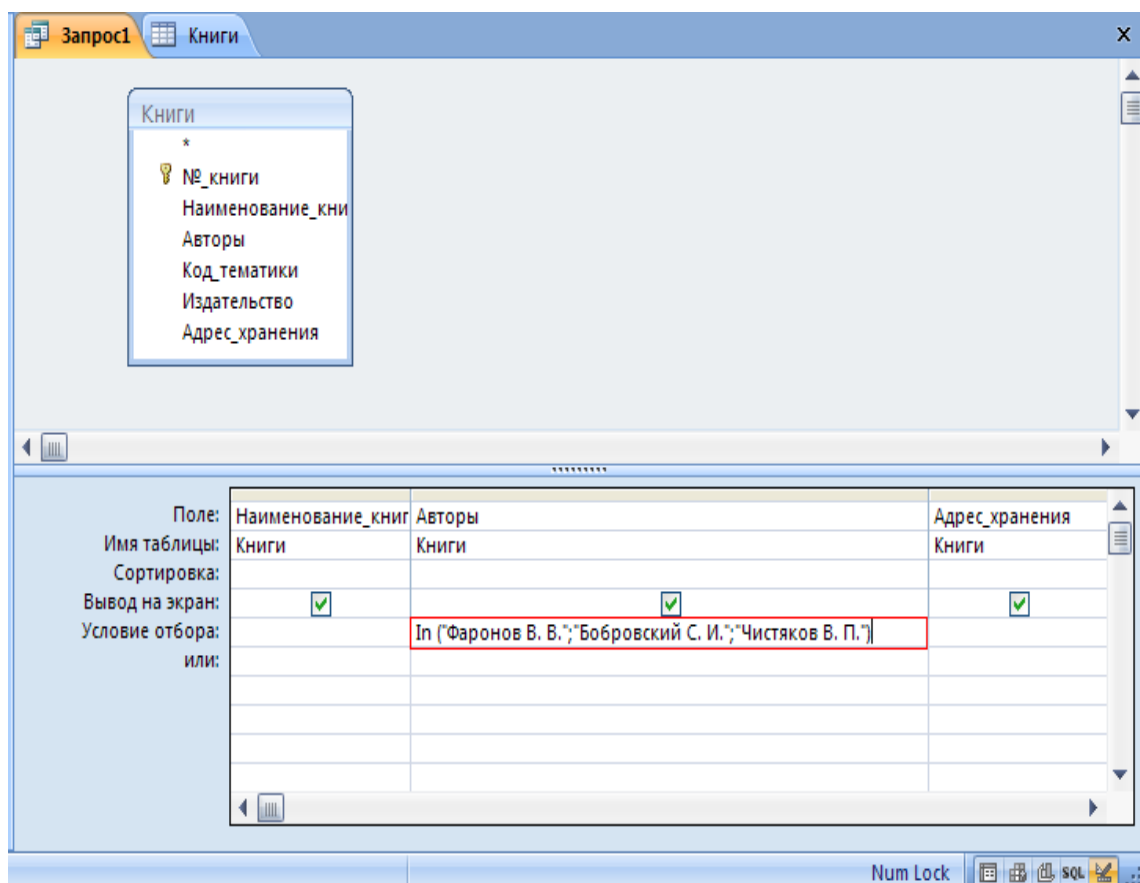 Запрос1 Книги
Книги
*
№_книги
Наименование_кни
Авторы
Код_тематики
Издательство
Адрес_хранения
Поле: Наименование_книг Авторы Адрес_хранения
Имя таблицы: Книги Книги Книги
Сортировка:
Вывод на экран:
Условие отбора: In ("Фаронов В. В.";"Бобровский С. И.";"Чистяков В. П.")
или:
Num Lock SQL